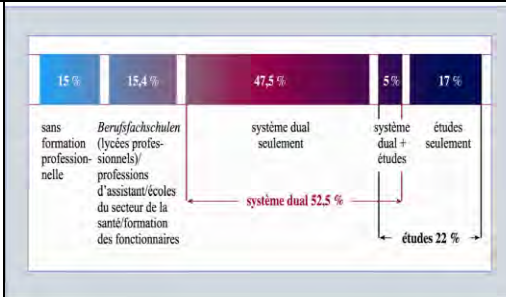 15 %
15,4 %
47,5 %
5%
17 %
sans
formation
profession-
nelle
Berufsfachschulen
(lycées profes-
sionnels)/
professions
d'assistant/écoles
du secteur de la
santé/formation
des fonctionnaires
système dual
seulement
système
dual +
études
études
seulement
système dual 52,5 %
études 22 %